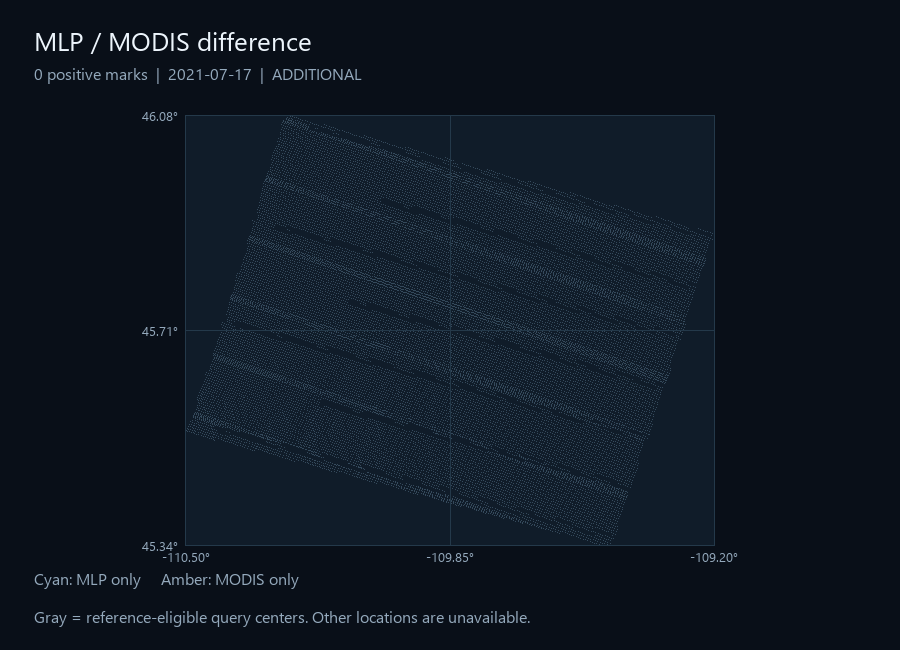 MLP / MODIS difference
0 positive marks | 2021-07-17 | ADDITIONAL
46.08°
45.71°
45.34°
-110.50° -109.85° -109.20°
Cyan: MLP only Amber: MODIS only
Gray = reference-eligible query centers. Other locations are unavailable.